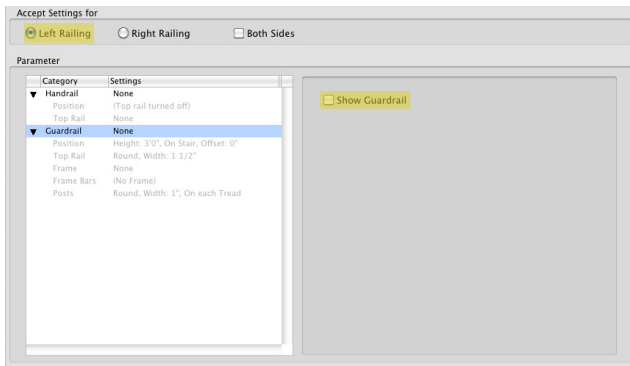 Accept Settings for
Left Railing Right Railing Both Sides
Parameter
Category Settings
Handrail None
Position (Top rail turned off)
Top Rail None
Guardrail None
Position Height: 3'0", On Stair, Offset: 0"
Top Rail Round, Width: 1 1/2"
Frame None
Frame Bars (No Frame)
Posts Round, Width: 1", On each Tread
Show Guardrail